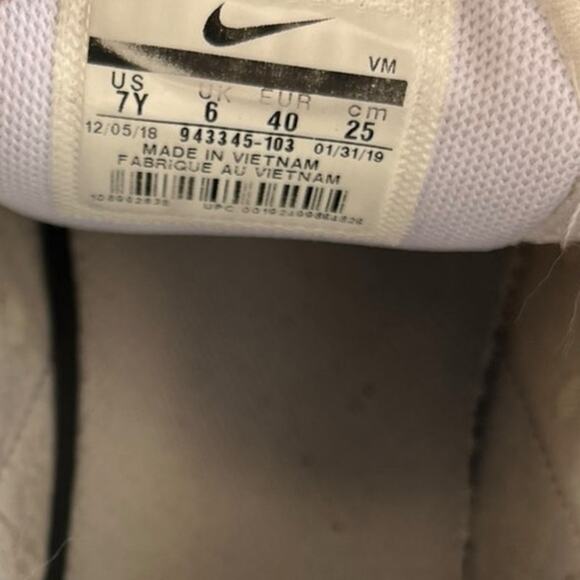 VM
US UK EUR cm
7Y 6 40 25
12/05/18 943345-103 01/31/19
MADE IN VIETNAM
FABRIQUE AU VIETNAM
UPC